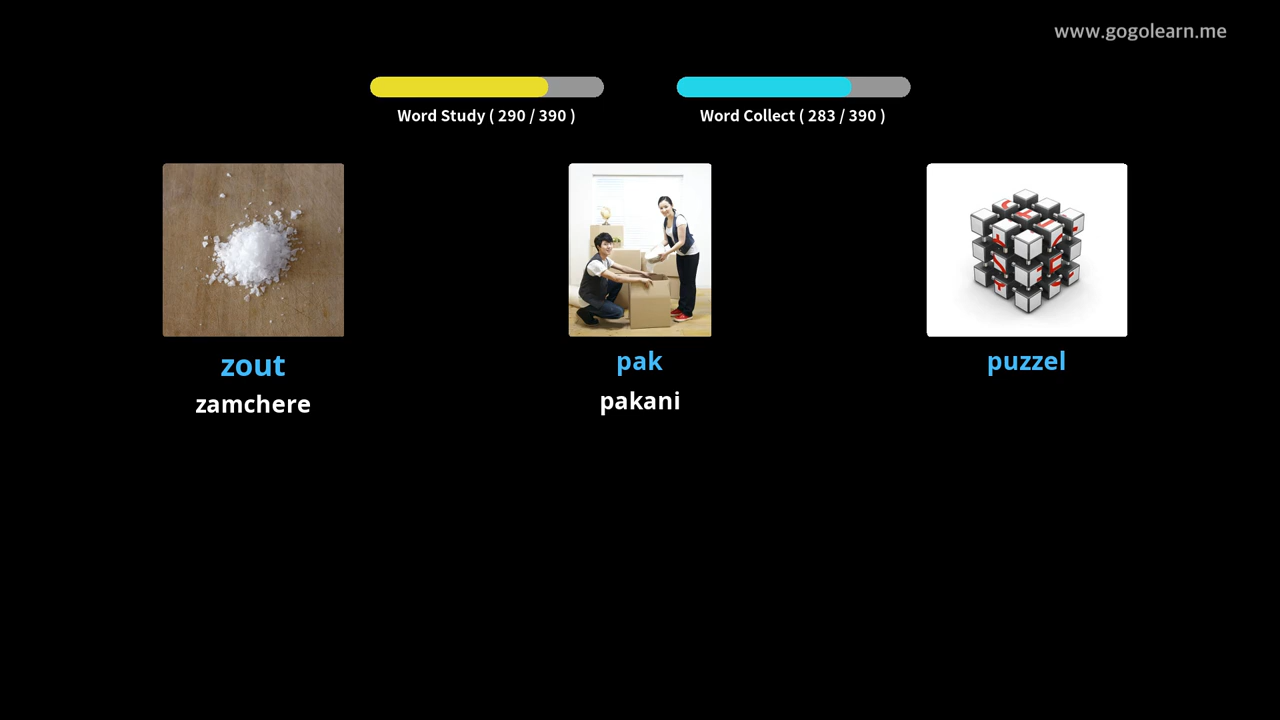 www.gogolearn.me
Word Study ( 290 / 390 )
Word Collect ( 283 / 390 )
zout
pak
puzzel
zamchere
pakani